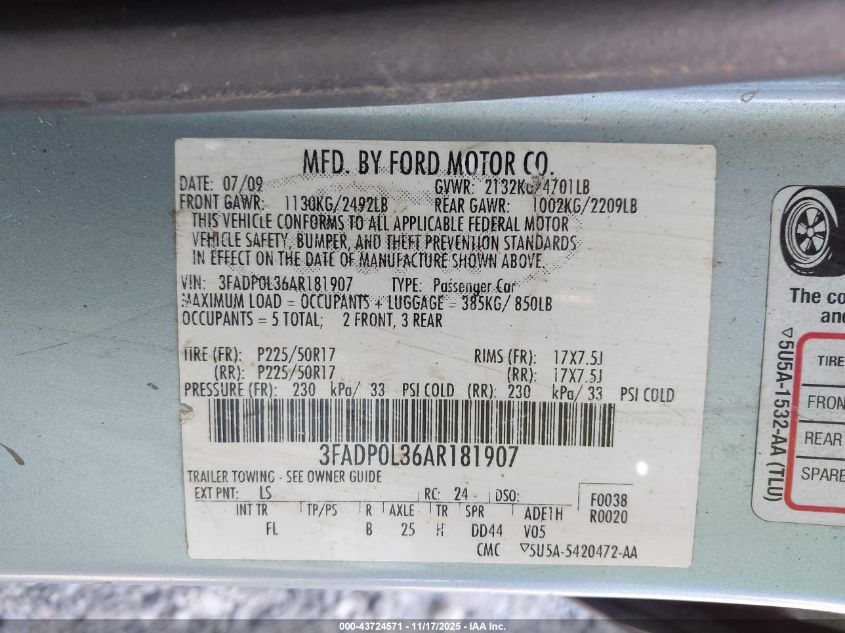 MFD. BY FORD MOTOR CO.
DATE: 07/09 GVWR: 2132KG/4701LB
FRONT GAWR: 1130KG/2492LB REAR GAWR: 1002KG/2209LB
THIS VEHICLE CONFORMS TO ALL APPLICABLE FEDERAL MOTOR
VEHICLE SAFETY, BUMPER, AND THEFT PREVENTION STANDARDS
IN EFFECT ON THE DATE OF MANUFACTURE SHOWN ABOVE.
VIN: 3FADP0L36AR181907 TYPE: Passenger Car
MAXIMUM LOAD = OCCUPANTS + LUGGAGE = 385KG/ 850LB
OCCUPANTS = 5 TOTAL; 2 FRONT, 3 REAR
TIRE (FR): P225/50R17 RIMS (FR): 17X7.5J
(RR): P225/50R17 (RR): 17X7.5J
PRESSURE (FR): 230 kPa/ 33 PSI COLD (RR): 230 kPa/ 33 PSI COLD
3FADP0L36AR181907
TRAILER TOWING - SEE OWNER GUIDE
EXT PNT: LS RC: 24 DSO: F0038
R0020
INT TR TP/PS R AXLE TR SPR ADE1H
FL B 25 H DD44 V05
CMC ▽5U5A-5420472-AA
The co
an
▽5U5A-1532-AA (TLU)
TIRE
FRON
REAR
SPARE
000-43724571 — 11/17/2025 — IAA Inc.